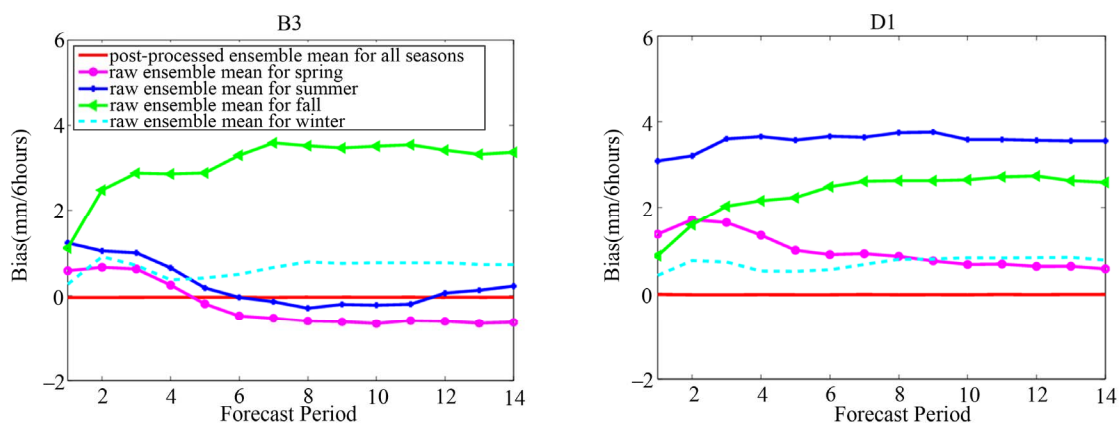 B3
6
4
2
0
−2
Bias(mm/6hours)
post-processed ensemble mean for all seasons
raw ensemble mean for spring
raw ensemble mean for summer
raw ensemble mean for fall
raw ensemble mean for winter
2 4 6 8 10 12 14
Forecast Period
D1
6
4
2
0
−2
Bias(mm/6hours)
2 4 6 8 10 12 14
Forecast Period